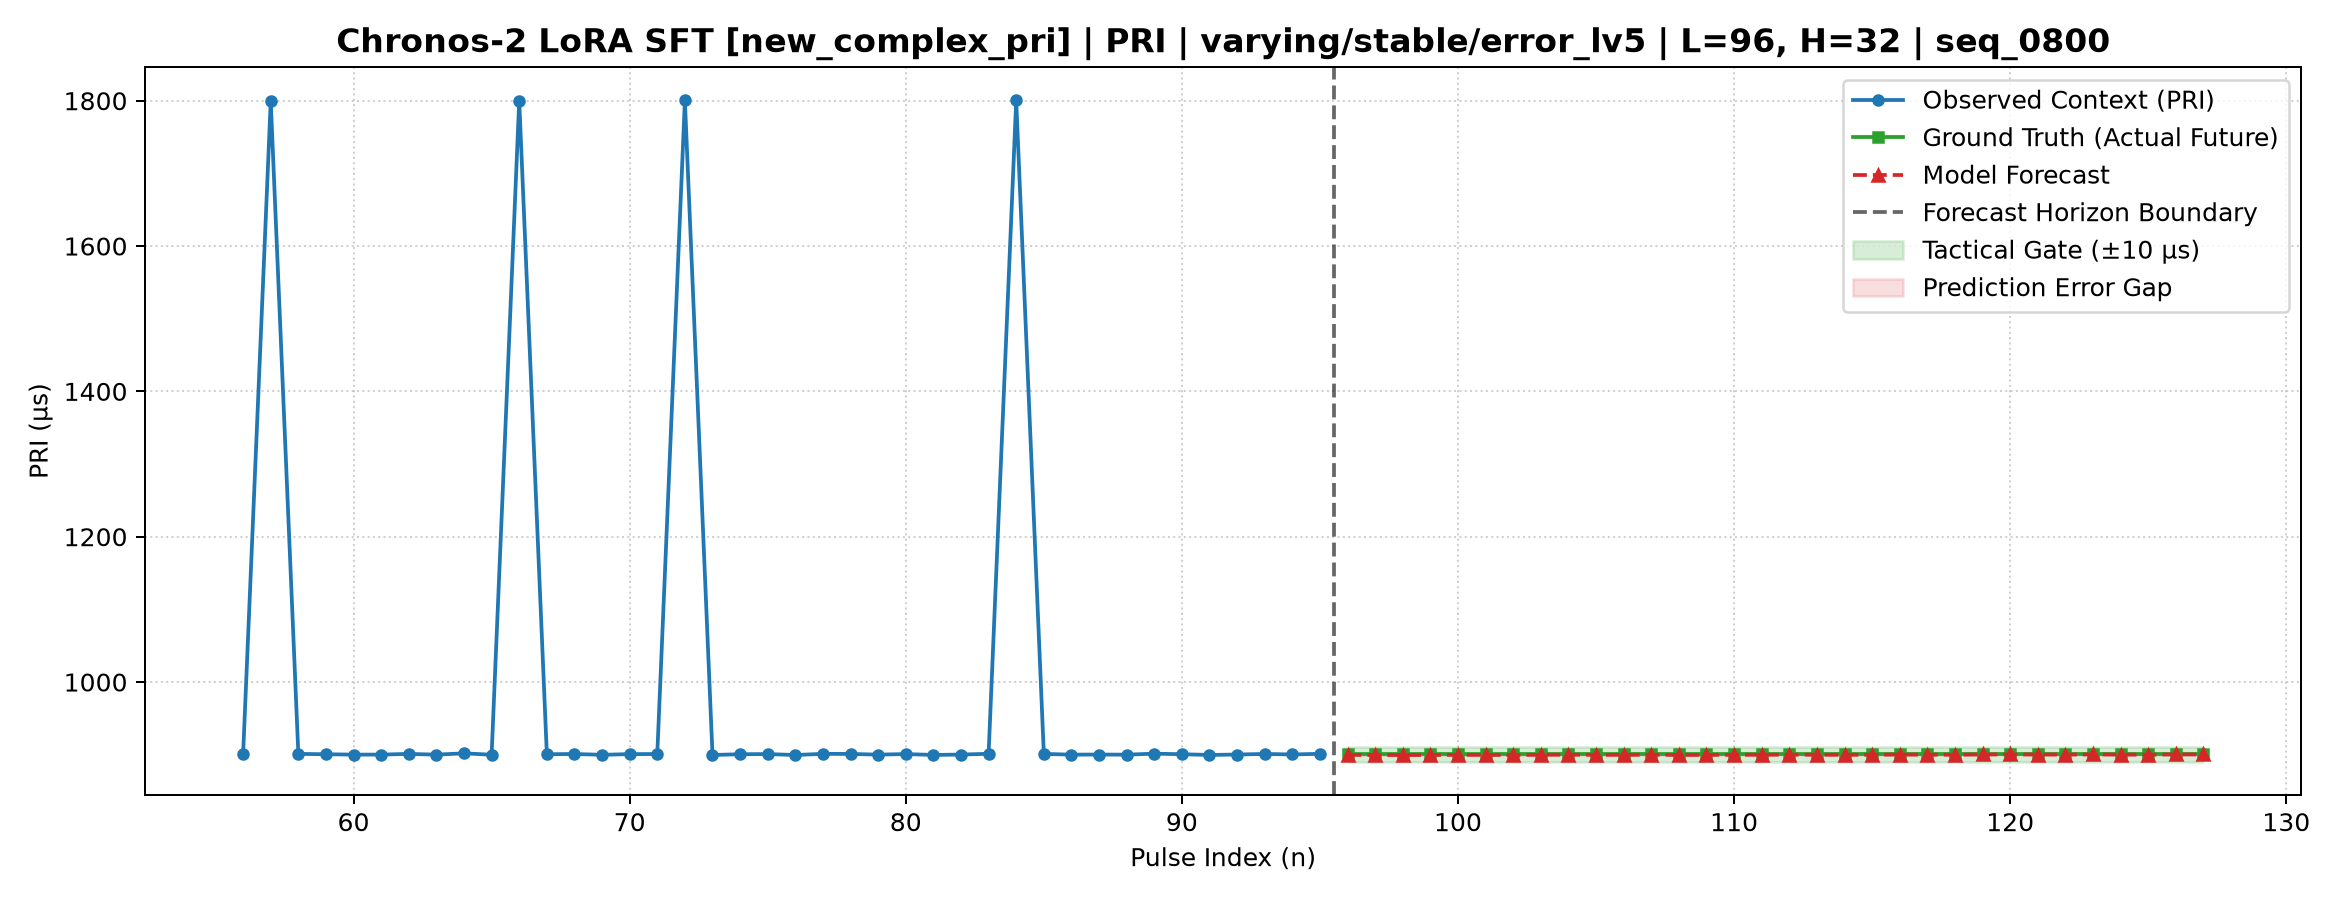 Chronos-2 LoRA SFT [new_complex_pri] | PRI | varying/stable/error_lv5 | L=96, H=32 | seq_0800
Observed Context (PRI)
Ground Truth (Actual Future)
Model Forecast
Forecast Horizon Boundary
Tactical Gate (±10 µs)
Prediction Error Gap
PRI (µs)
1800
1600
1400
1200
1000
60 70 80 90 100 110 120 130
Pulse Index (n)